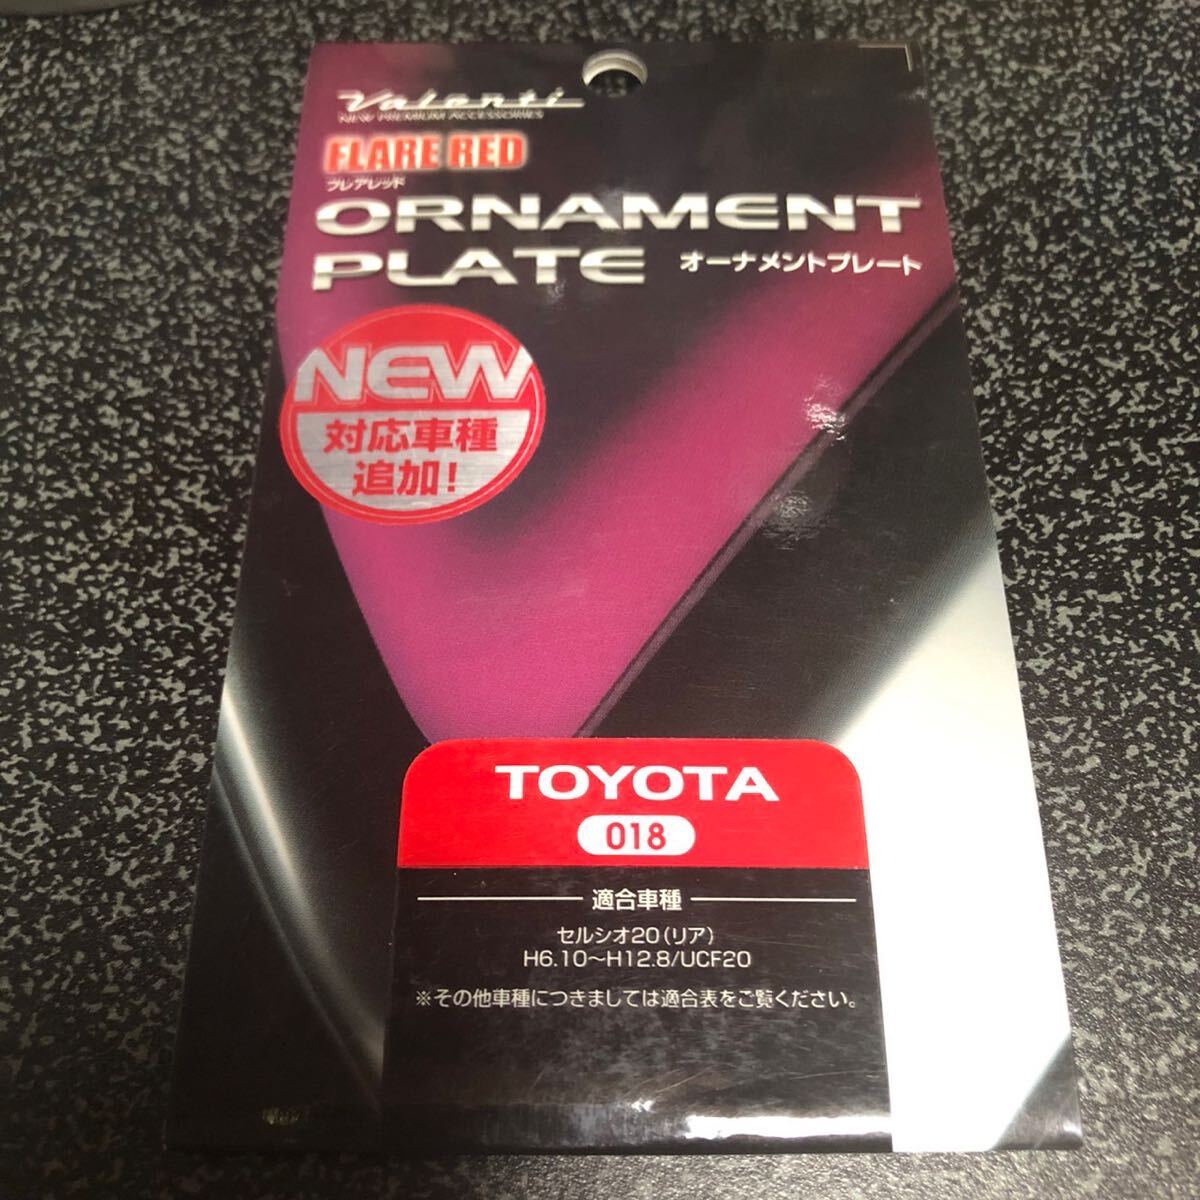 Valenti
NEW PREMIUM ACCESSORIES
FLARE RED
フレアレッド
ORNAMENT
PLATE オーナメントプレート
NEW
対応車種
追加!
TOYOTA
018
適合車種
セルシオ20(リア)
H6.10～H12.8/UCF20
※その他車種につきましては適合表をご覧ください。